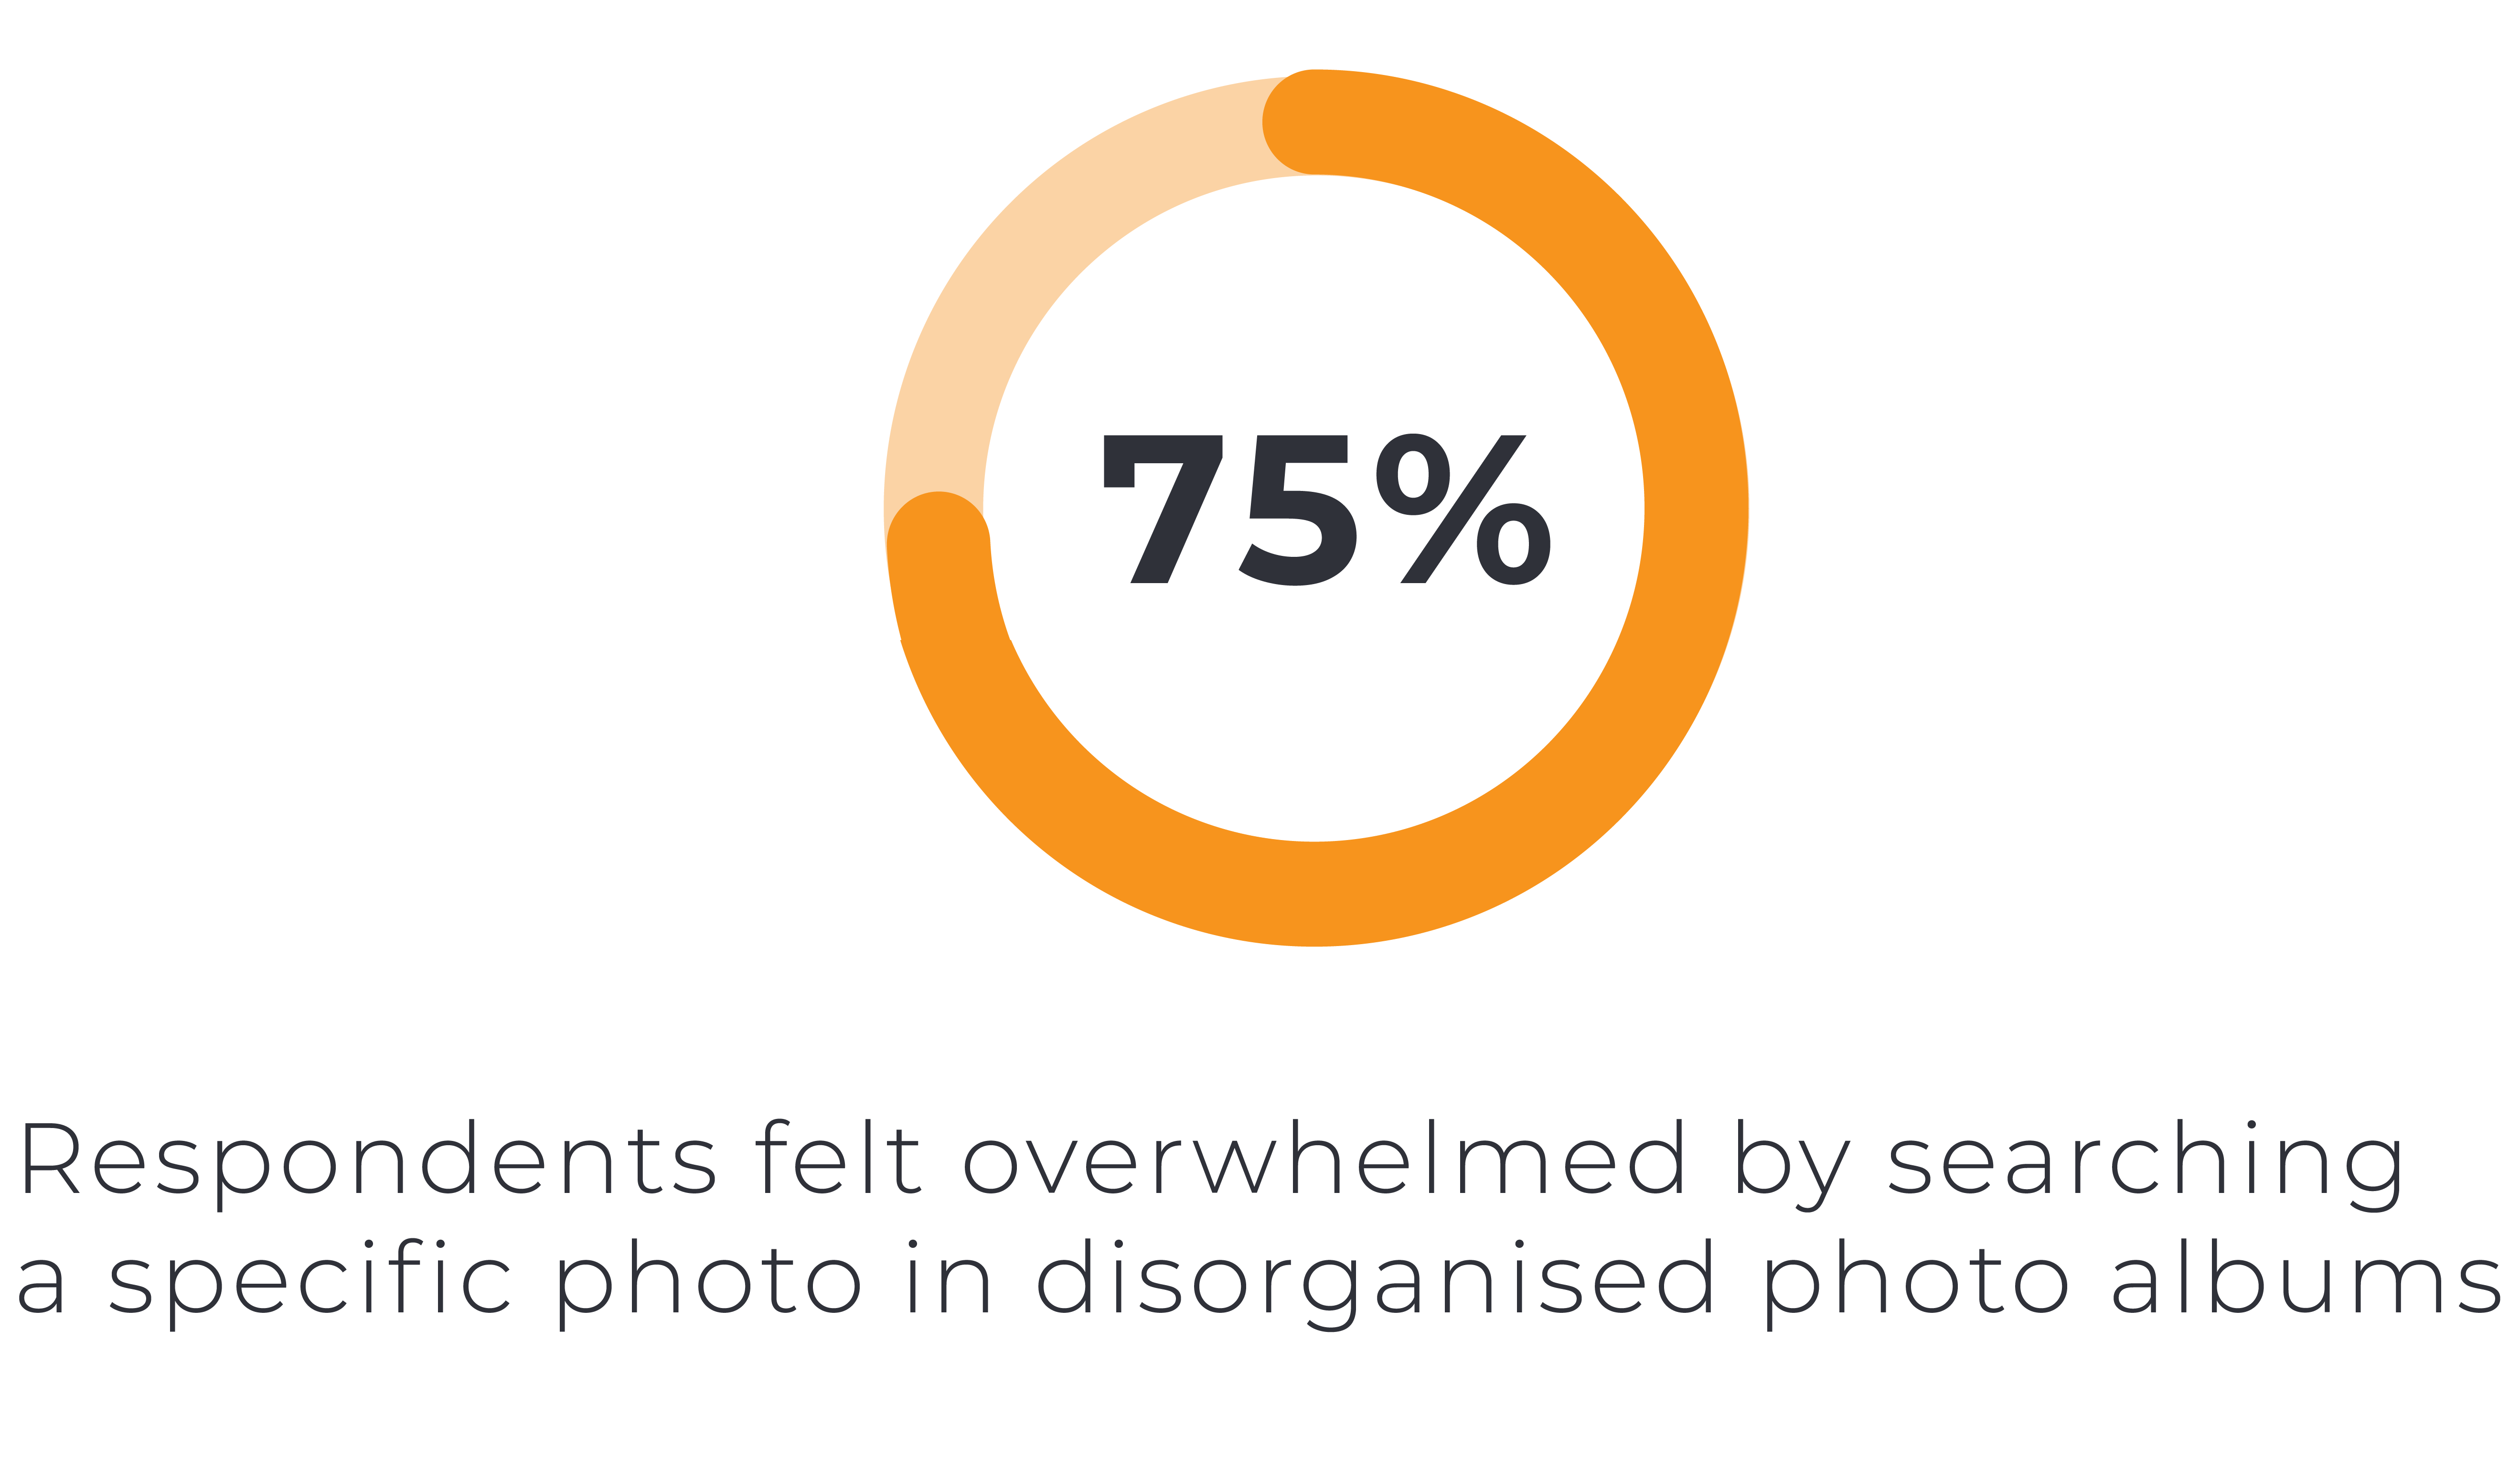 75%
Respondents felt overwhelmed by searching
a specific photo in disorganised photo albums